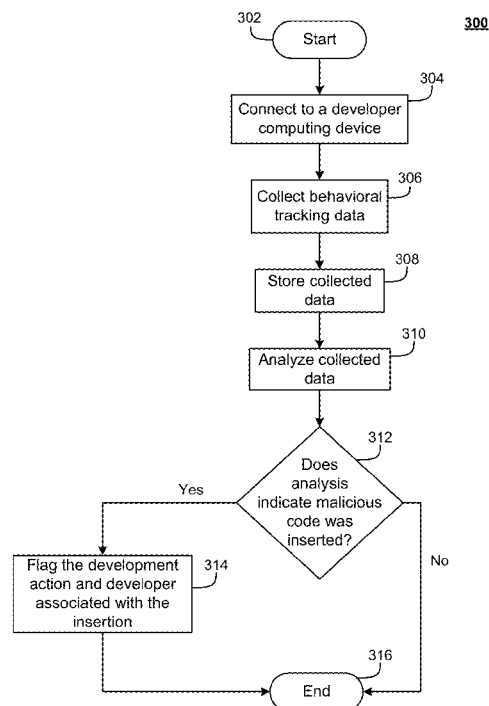 300
302
Start
304
Connect to a developer
computing device
306
Collect behavioral
tracking data
308
Store collected
data
310
Analyze collected
data
312
Does
analysis
indicate malicious
code was
inserted?
Yes
No
314
Flag the development
action and developer
associated with the
insertion
316
End